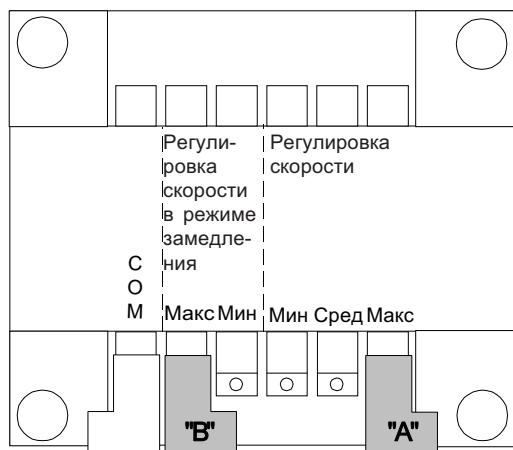 Регули-
ровка
скорости
в режиме
замедле-
ния
Регулировка
скорости
С
О
М
Макс Мин
Мин Сред Макс
"В"
"А"